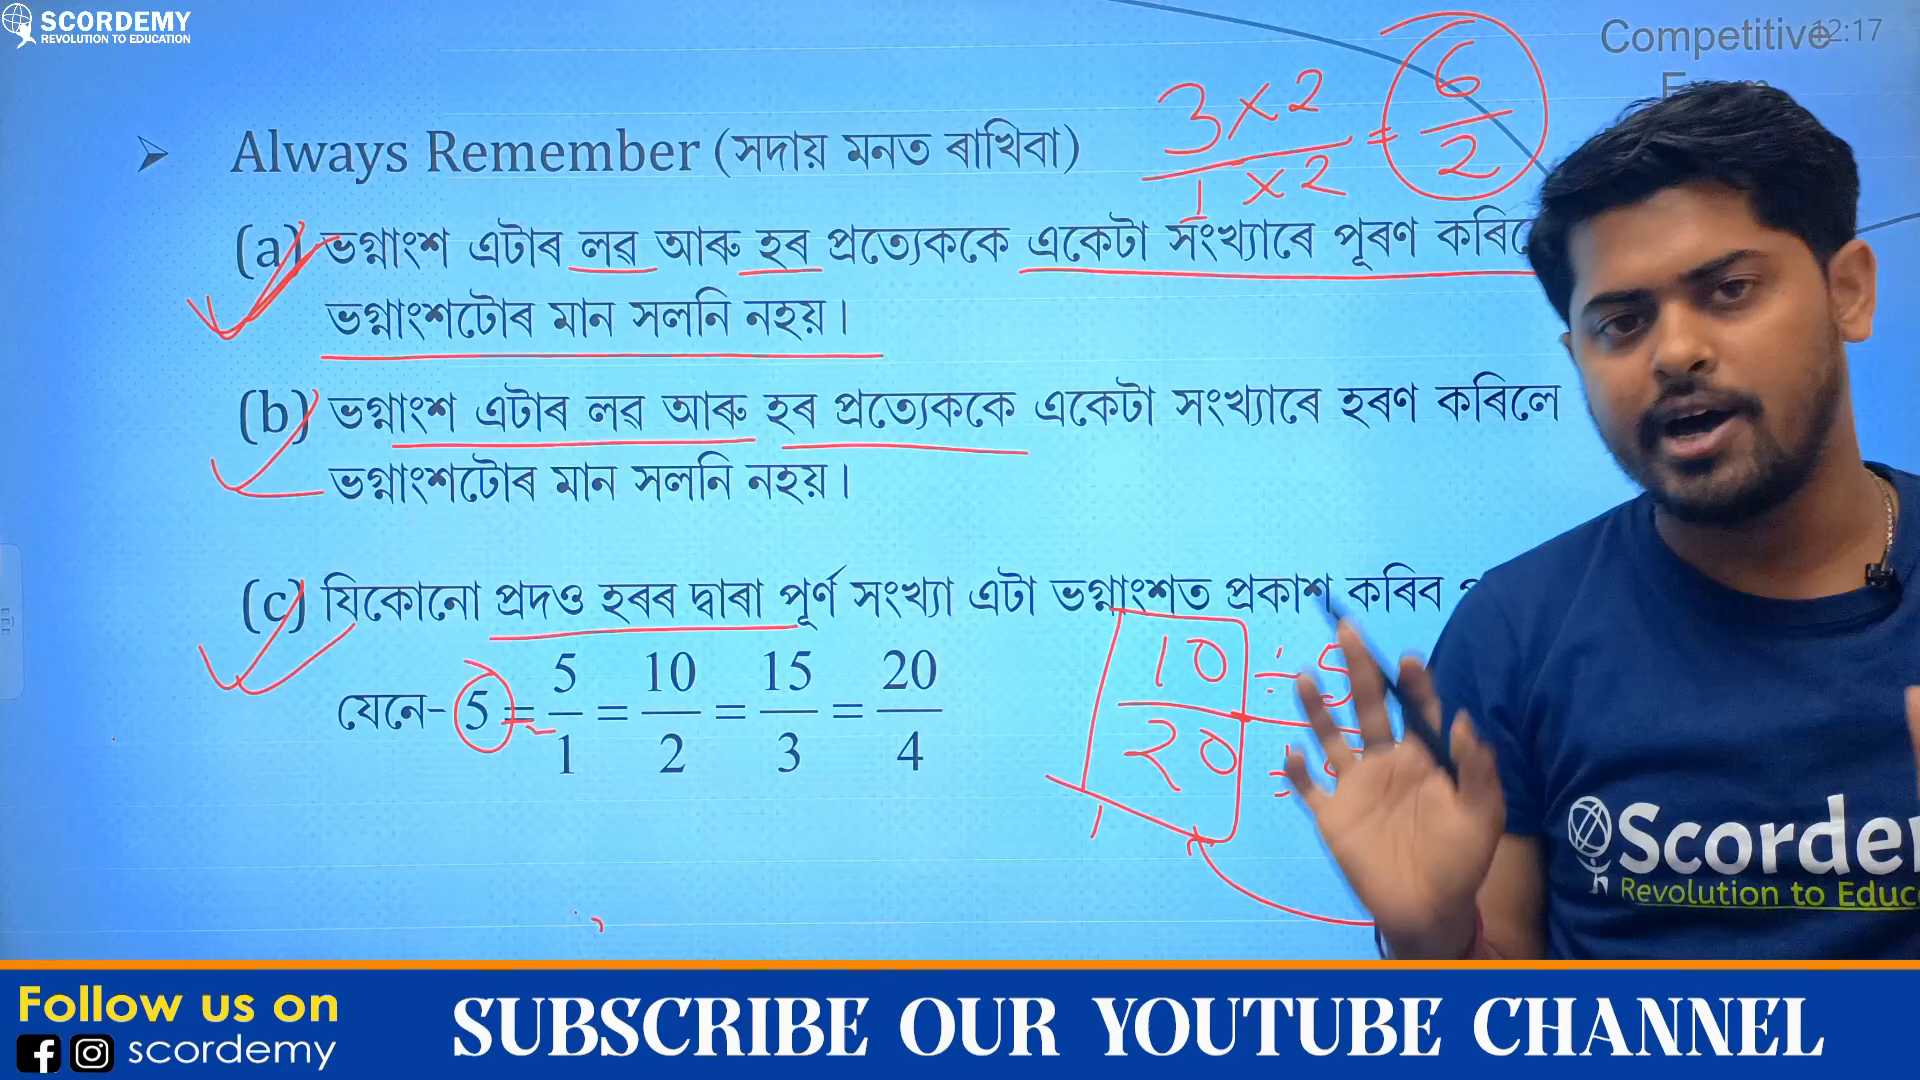 SCORDEMY
REVOLUTION TO EDUCATION
Competitive
12:17
3 × 2 / 1 × 2 = 6 / 2
➤ Always Remember (সদায় মনত ৰাখিবা)
(a) ভগ্নাংশ এটাৰ লৱ আৰু হৰ প্ৰত্যেককে একেটা সংখ্যাৰে পূৰণ
ভগ্নাংশটোৰ মান সলনি নহয়।
(b) ভগ্নাংশ এটাৰ লৱ আৰু হৰ প্ৰত্যেককে একেটা সংখ্যাৰে হৰণ কৰিলে
ভগ্নাংশটোৰ মান সলনি নহয়।
(c) যিকোনো প্ৰদত্ত হৰৰ দ্বাৰা পূৰ্ণ সংখ্যা এটা ভগ্নাংশত প্ৰকাশ কৰিব
যেনে- 5 = 5/1 = 10/2 = 15/3 = 20/4
10 ÷ 5
20 ÷
Scorde
Revolution to Educ
Follow us on
scordemy
SUBSCRIBE OUR YOUTUBE CHANNEL